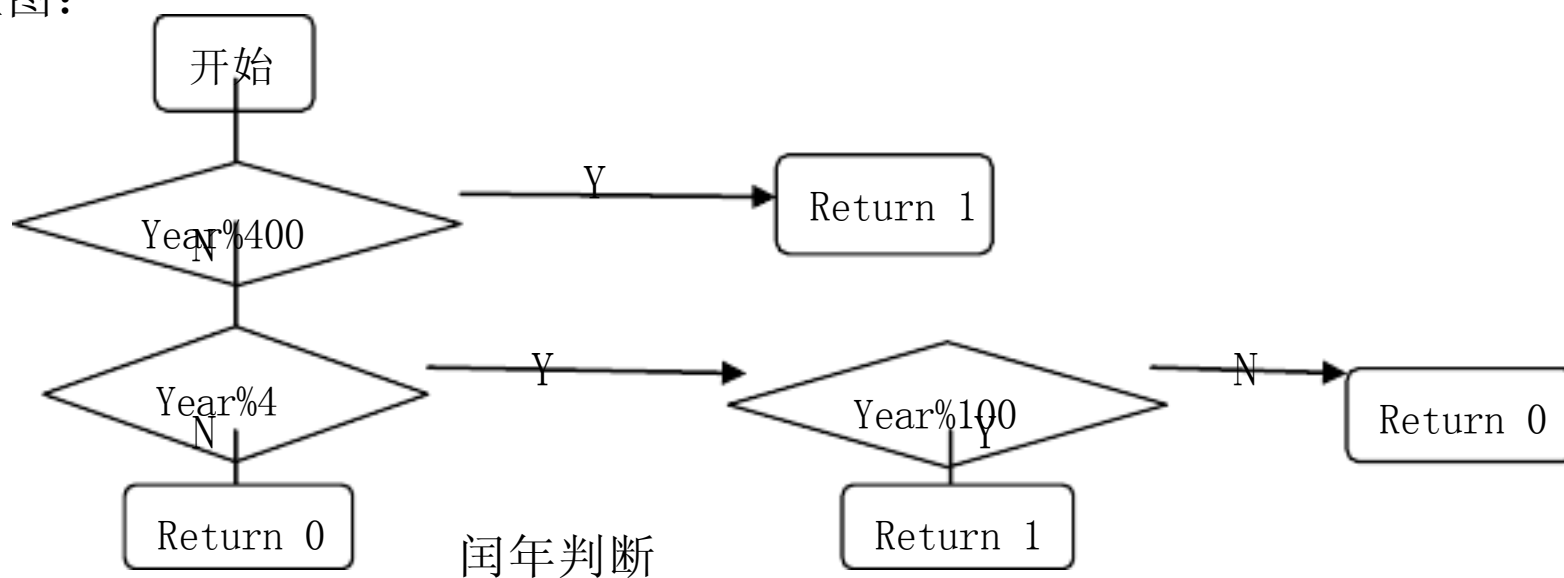 图：
开始
Y
Return 1
Year%400
N
Y
N
Year%4
N
Year%100
Y
Return 0
Return 0
闰年判断
Return 1